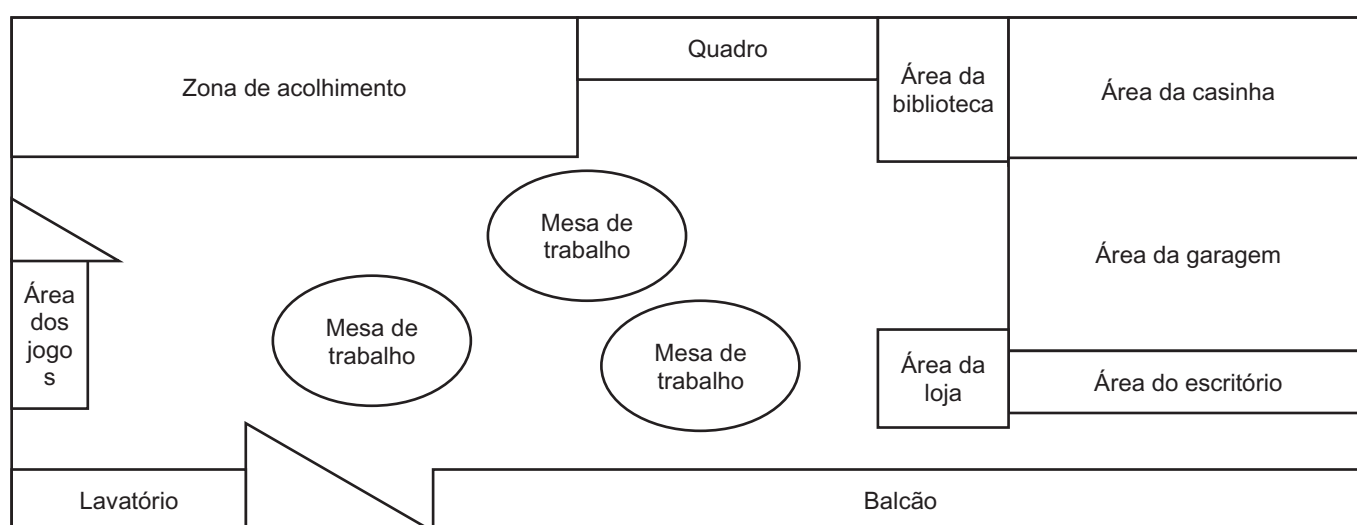 Zona de acolhimento
Quadro
Área da
biblioteca
Área da casinha
Mesa de
trabalho
Área da garagem
Área
dos
jogo
s
Mesa de
trabalho
Mesa de
trabalho
Área da
loja
Área do escritório
Lavatório
Balcão